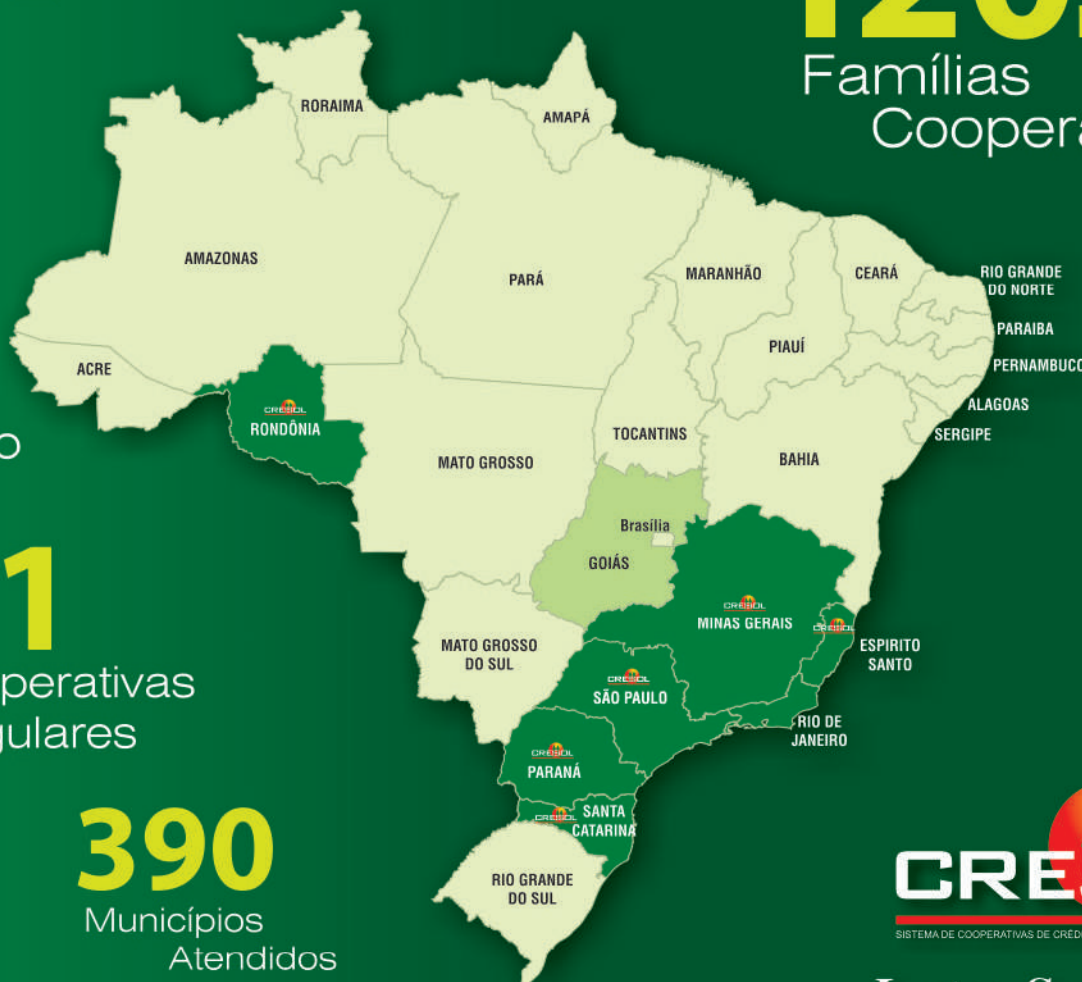 Famílias
RORAIMA
AMAPÁ
AMAZONAS
PARÁ
MARANHÃO
CEARÁ
RIO GRANDE
DO NORTE
PARAIBA
PIAUÍ
PERNAMBUCO
ACRE
ALAGOAS
SERGIPE
CRESOL
RONDÔNIA
TOCANTINS
MATO GROSSO
BAHIA
Brasília
GOIÁS
1
CRESOL
MINAS GERAIS
CRESOL
ESPIRITO
SANTO
MATO GROSSO
DO SUL
CRESOL
SÃO PAULO
perativas
gulares
RIO DE
JANEIRO
CRESOL
PARANÁ
CRESOL
SANTA
CATARINA
390
Municípios
Atendidos
RIO GRANDE
DO SUL
SISTEMA DE COOPERATIVAS DE